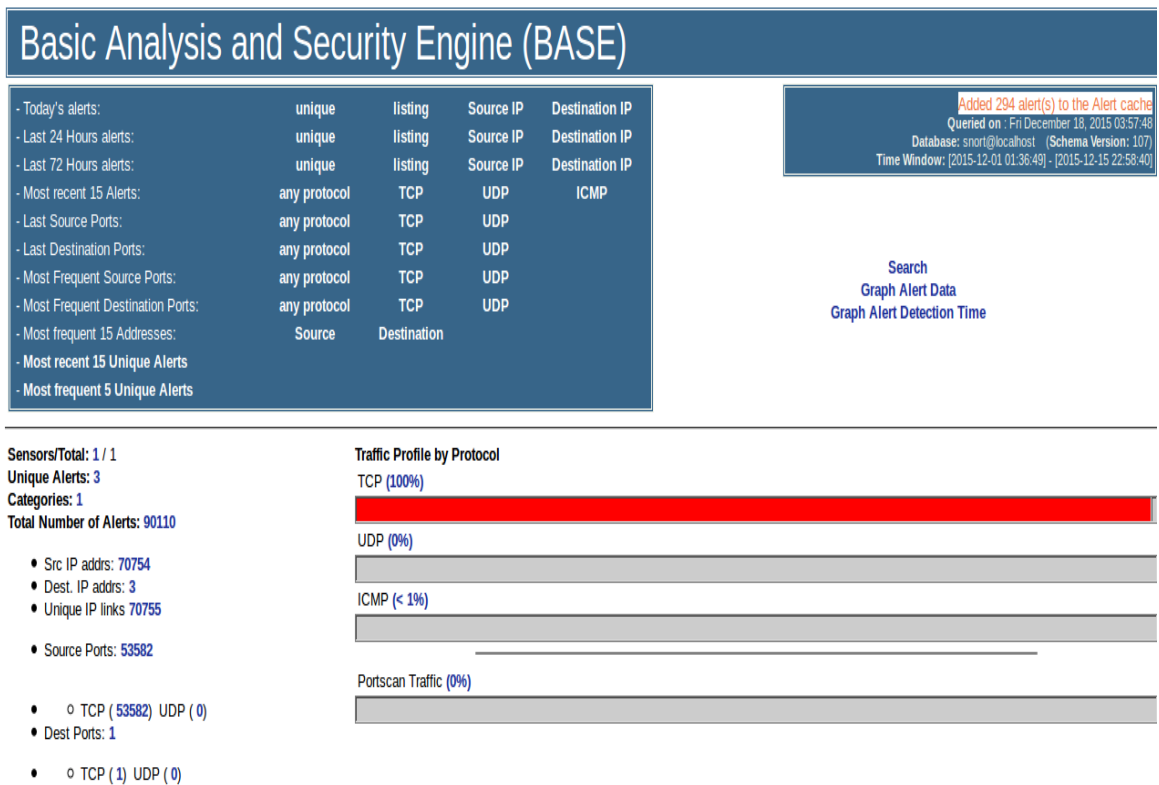 Basic Analysis and Security Engine (BASE)
- Today's alerts: unique listing Source IP Destination IP
- Last 24 Hours alerts: unique listing Source IP Destination IP
- Last 72 Hours alerts: unique listing Source IP Destination IP
- Most recent 15 Alerts: any protocol TCP UDP ICMP
- Last Source Ports: any protocol TCP UDP
- Last Destination Ports: any protocol TCP UDP
- Most Frequent Source Ports: any protocol TCP UDP
- Most Frequent Destination Ports: any protocol TCP UDP
- Most frequent 15 Addresses: Source Destination
- Most recent 15 Unique Alerts
- Most frequent 5 Unique Alerts
Added 294 alert(s) to the Alert cache
Queried on : Fri December 18, 2015 03:57:48
Database: snort@localhost (Schema Version: 107)
Time Window: [2015-12-01 01:36:49] - [2015-12-15 22:58:40]
Search
Graph Alert Data
Graph Alert Detection Time
Sensors/Total: 1 / 1
Unique Alerts: 3
Categories: 1
Total Number of Alerts: 90110
Src IP addrs: 70754
Dest. IP addrs: 3
Unique IP links 70755
Source Ports: 53582
TCP ( 53582) UDP ( 0)
Dest Ports: 1
TCP ( 1) UDP ( 0)
Traffic Profile by Protocol
TCP (100%)
UDP (0%)
ICMP (< 1%)
Portscan Traffic (0%)